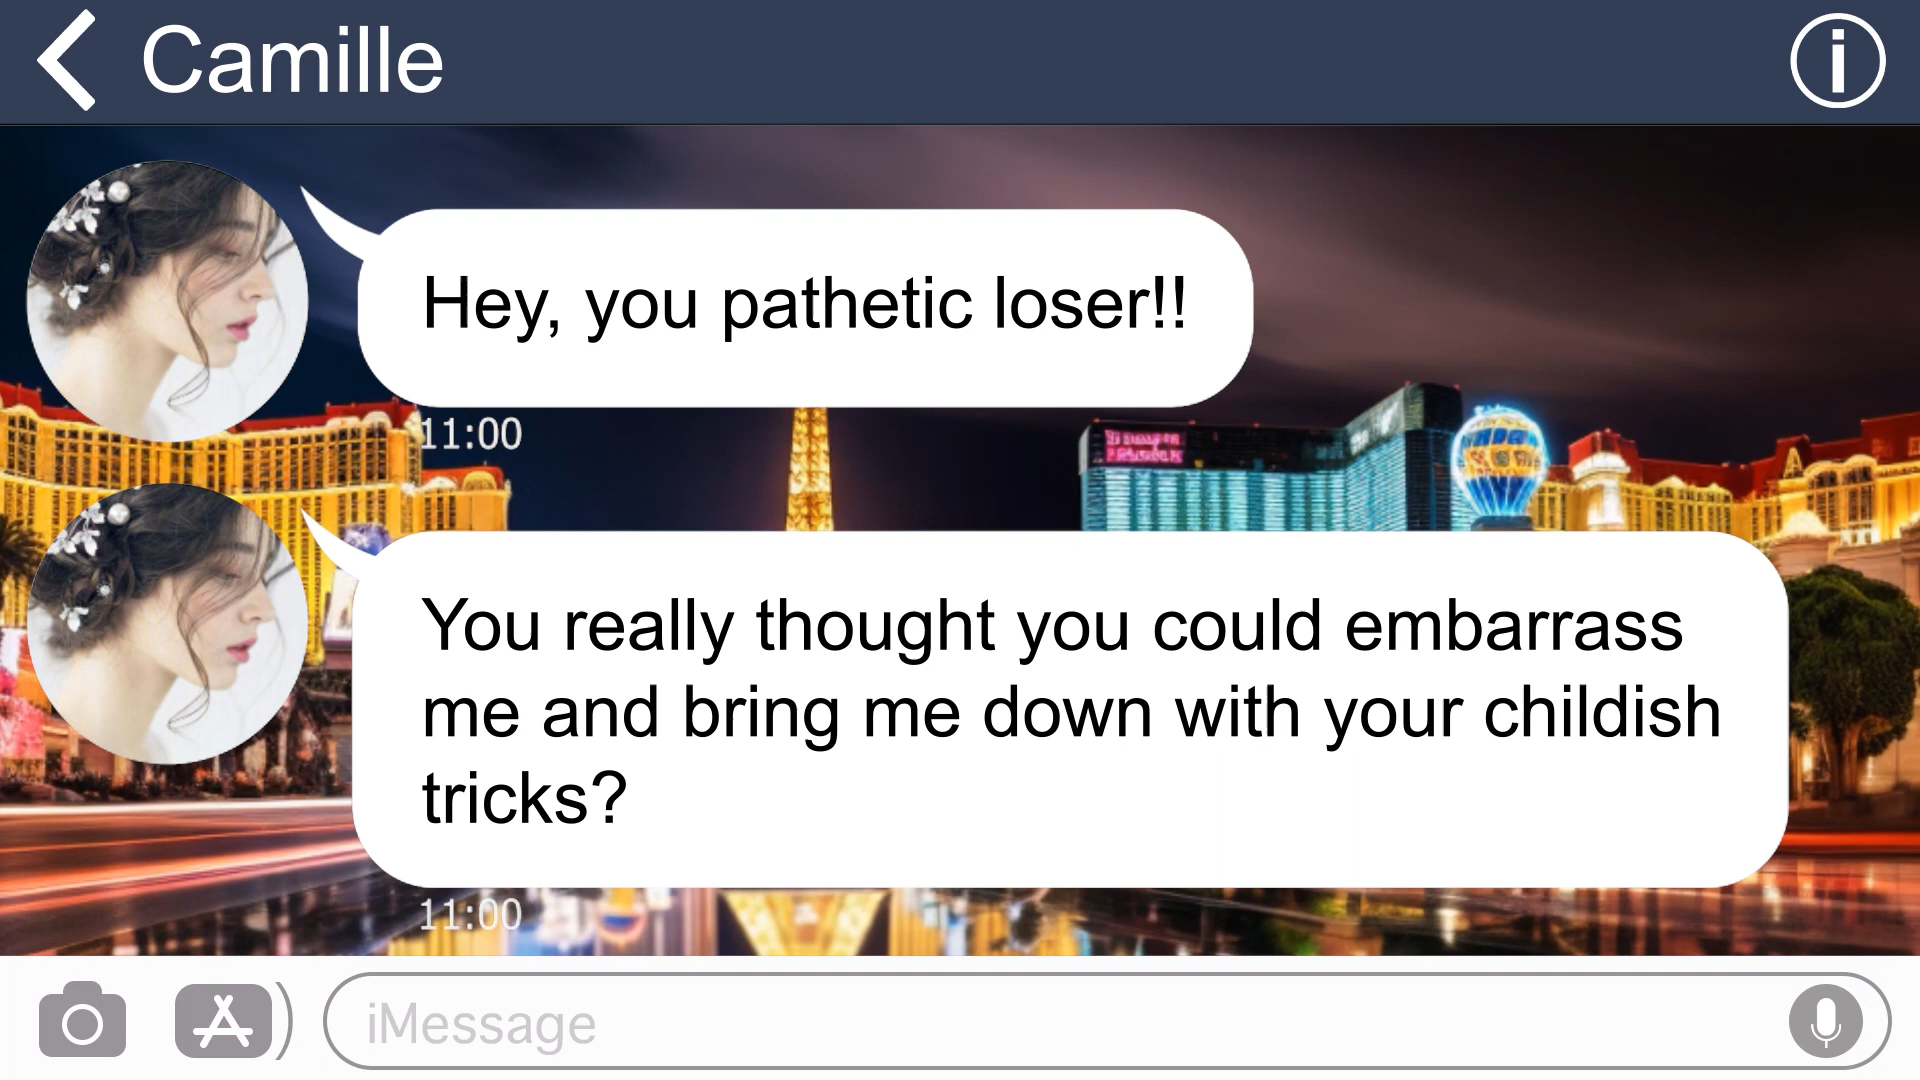 Camille
Hey, you pathetic loser!!
11:00
You really thought you could embarrass
me and bring me down with your childish
tricks?
11:00
iMessage